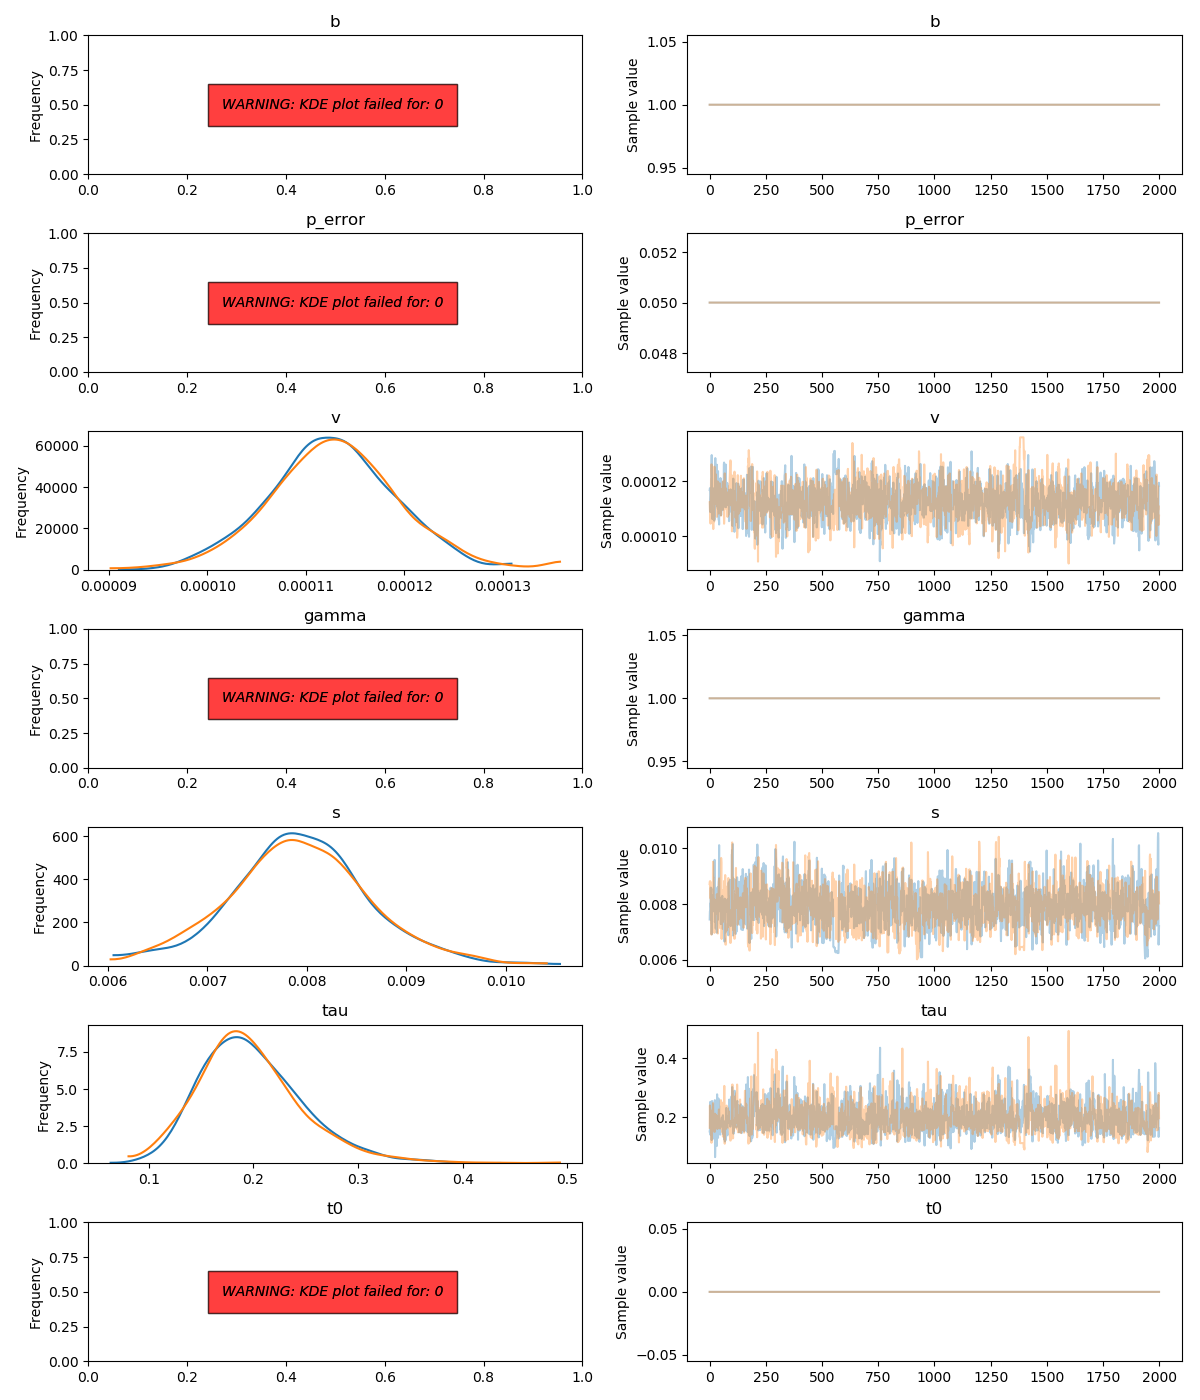 b
1.00
0.75
0.50
0.25
0.00
Frequency
WARNING: KDE plot failed for: 0
0.0 0.2 0.4 0.6 0.8 1.0
b
1.05
1.00
0.95
Sample value
0 250 500 750 1000 1250 1500 1750 2000
p_error
1.00
0.75
0.50
0.25
0.00
Frequency
WARNING: KDE plot failed for: 0
0.0 0.2 0.4 0.6 0.8 1.0
p_error
0.052
0.050
0.048
Sample value
0 250 500 750 1000 1250 1500 1750 2000
v
60000
40000
20000
0
Frequency
0.00009 0.00010 0.00011 0.00012 0.00013
v
0.00012
0.00010
Sample value
0 250 500 750 1000 1250 1500 1750 2000
gamma
1.00
0.75
0.50
0.25
0.00
Frequency
WARNING: KDE plot failed for: 0
0.0 0.2 0.4 0.6 0.8 1.0
gamma
1.05
1.00
0.95
Sample value
0 250 500 750 1000 1250 1500 1750 2000
s
600
400
200
0
Frequency
0.006 0.007 0.008 0.009 0.010
s
0.010
0.008
0.006
Sample value
0 250 500 750 1000 1250 1500 1750 2000
tau
7.5
5.0
2.5
0.0
Frequency
0.1 0.2 0.3 0.4 0.5
tau
0.4
0.2
Sample value
0 250 500 750 1000 1250 1500 1750 2000
t0
1.00
0.75
0.50
0.25
0.00
Frequency
WARNING: KDE plot failed for: 0
0.0 0.2 0.4 0.6 0.8 1.0
t0
0.05
0.00
−0.05
Sample value
0 250 500 750 1000 1250 1500 1750 2000